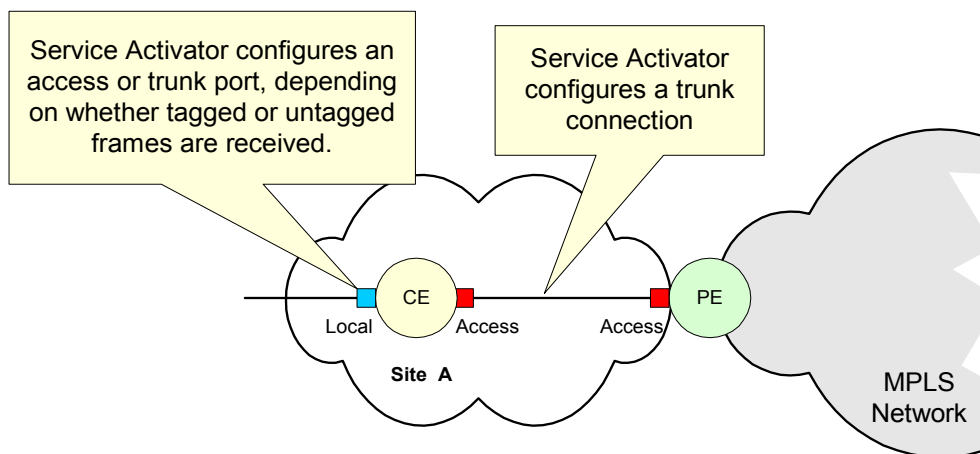 Service Activator configures an
access or trunk port, depending
on whether tagged or untagged
frames are received.
Service Activator
configures a trunk
connection
CE
PE
Local
Access
Access
Site A
MPLS
Network